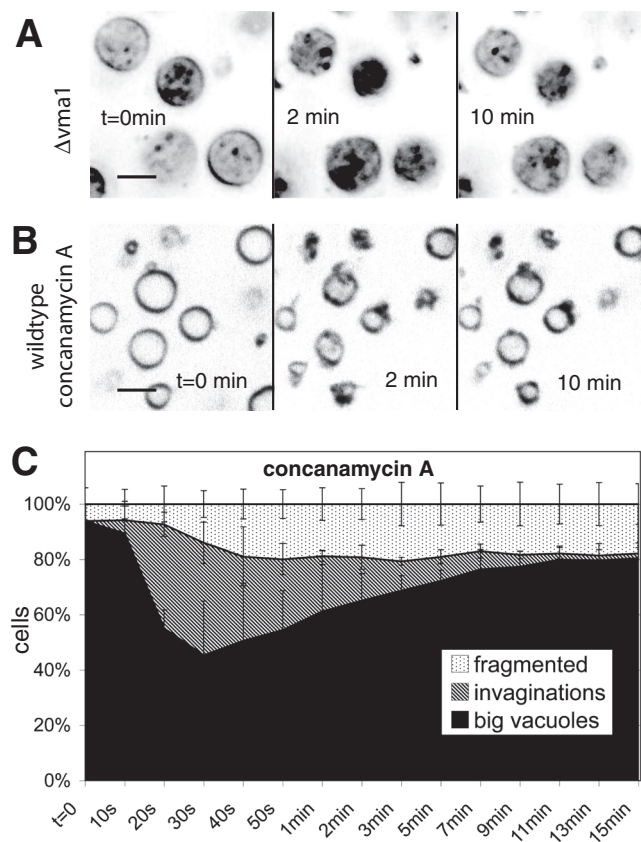 A
Δvma1
t=0min
2 min
10 min
B
wildtype
concanamycin A
t=0 min
2 min
10 min
C
concanamycin A
100%
80%
60%
40%
20%
0%
cells
fragmented
invaginations
big vacuoles
t=0
10s
20s
30s
40s
50s
1min
2min
3min
5min
7min
9min
11min
13min
15min